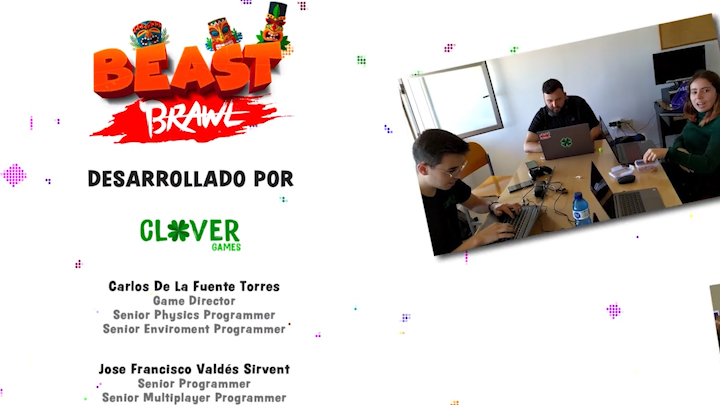 BEAST
BRAWL
DESARROLLADO POR
CLOVER
GAMES
Carlos De La Fuente Torres
Game Director
Senior Physics Programmer
Senior Enviroment Programmer
Jose Francisco Valdés Sirvent
Senior Programmer
Senior Multiplayer Programmer